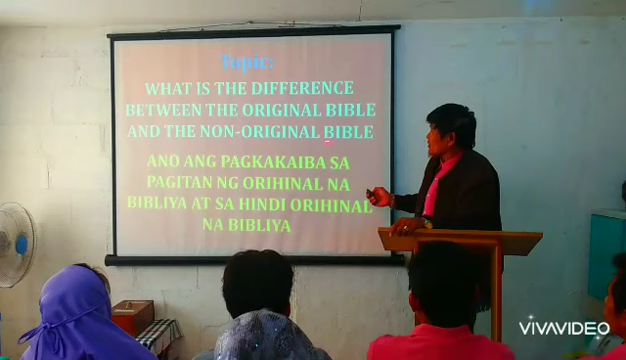 Topic:
WHAT IS THE DIFFERENCE
BETWEEN THE ORIGINAL BIBLE
AND THE NON-ORIGINAL BIBLE
ANO ANG PAGKAKAIBA SA
PAGITAN NG ORIHINAL NA
BIBLIYA AT SA HINDI ORIHINAL
NA BIBLIYA
VIVAVIDEO